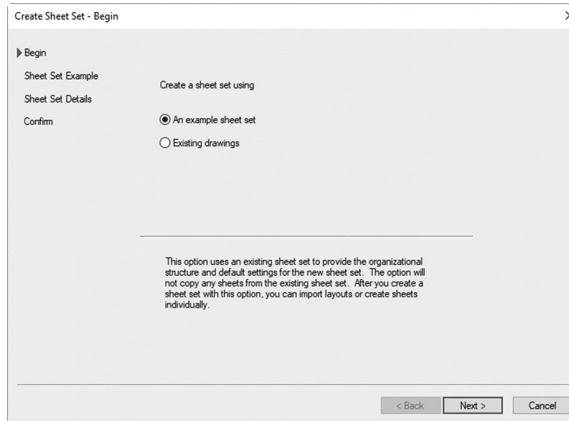 Create Sheet Set - Begin
Begin
Sheet Set Example
Sheet Set Details
Confirm
Create a sheet set using
An example sheet set
Existing drawings
This option uses an existing sheet set to provide the organizational
structure and default settings for the new sheet set. The option will
not copy any sheets from the existing sheet set. After you create a
sheet set with this option, you can import layouts or create sheets
individually.
< Back Next > Cancel